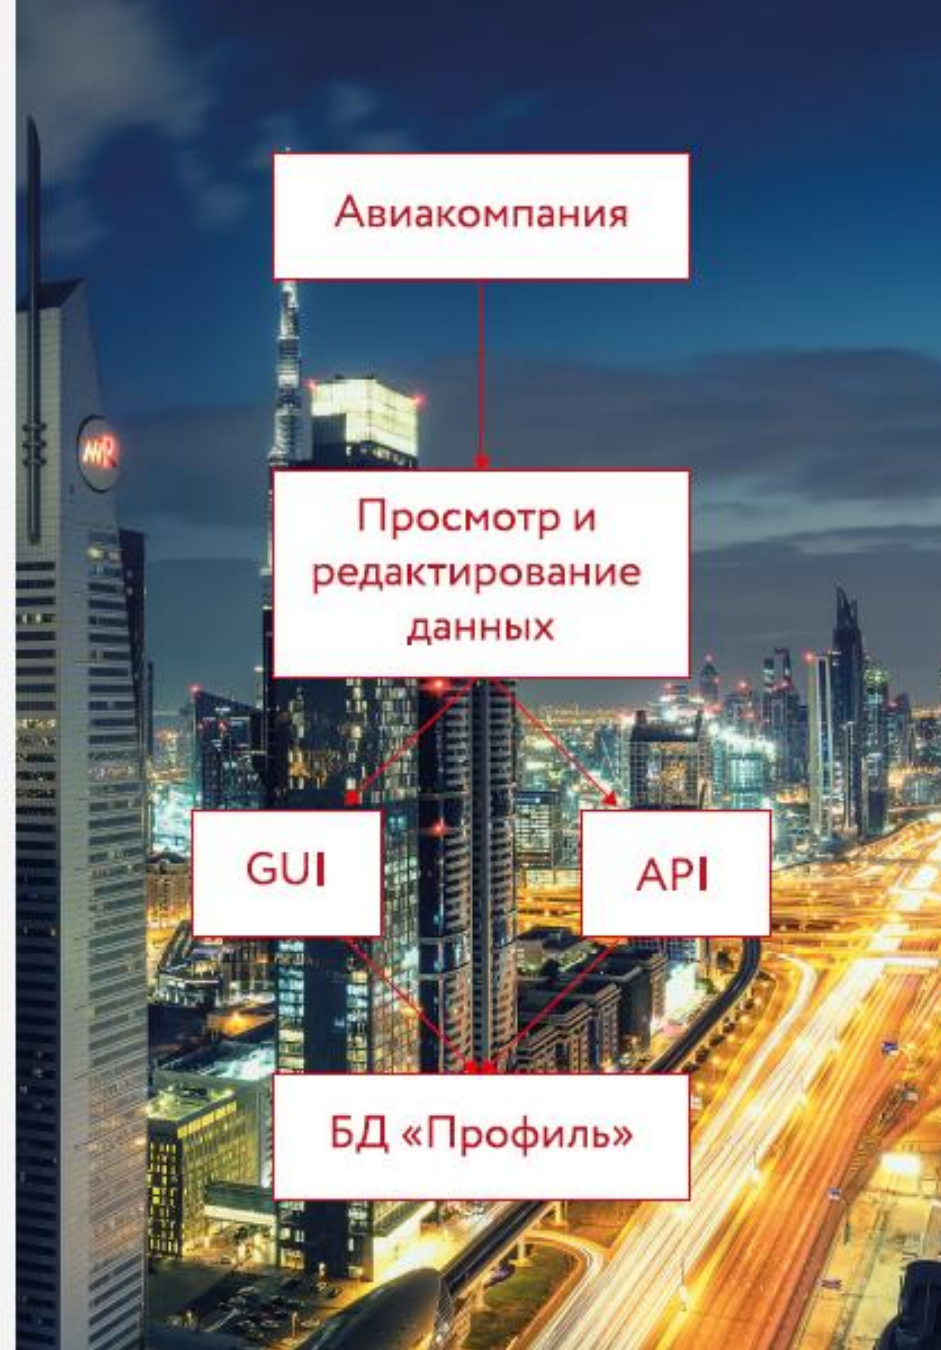 Авиакомпания
Просмотр и
редактирование
данных
GUI
API
БД «Профиль»